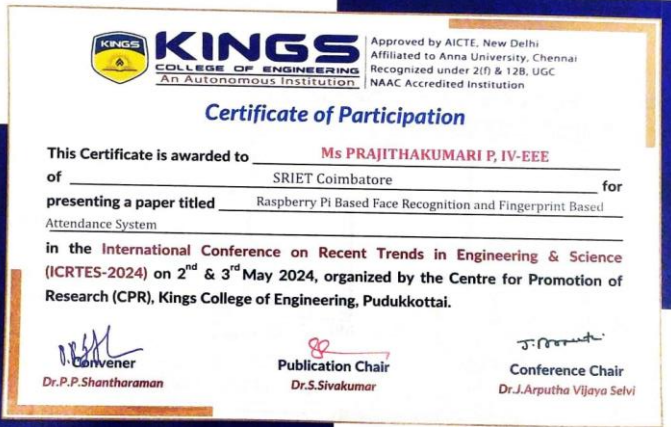 KINGS
KINGS
COLLEGE OF ENGINEERING
An Autonomous Institution
Approved by AICTE, New Delhi
Affiliated to Anna University, Chennai
Recognized under 2(f) & 12B, UGC
NAAC Accredited Institution
Certificate of Participation
This Certificate is awarded to Ms PRAJITHAKUMARI P, IV-EEE
of SRIET Coimbatore for
presenting a paper titled Raspberry Pi Based Face Recognition and Fingerprint Based
Attendance System
in the International Conference on Recent Trends in Engineering & Science
(ICRTES-2024) on 2nd & 3rd May 2024, organized by the Centre for Promotion of
Research (CPR), Kings College of Engineering, Pudukkottai.
Convener
Dr.P.P.Shantharaman
Publication Chair
Dr.S.Sivakumar
Conference Chair
Dr.J.Arputha Vijaya Selvi